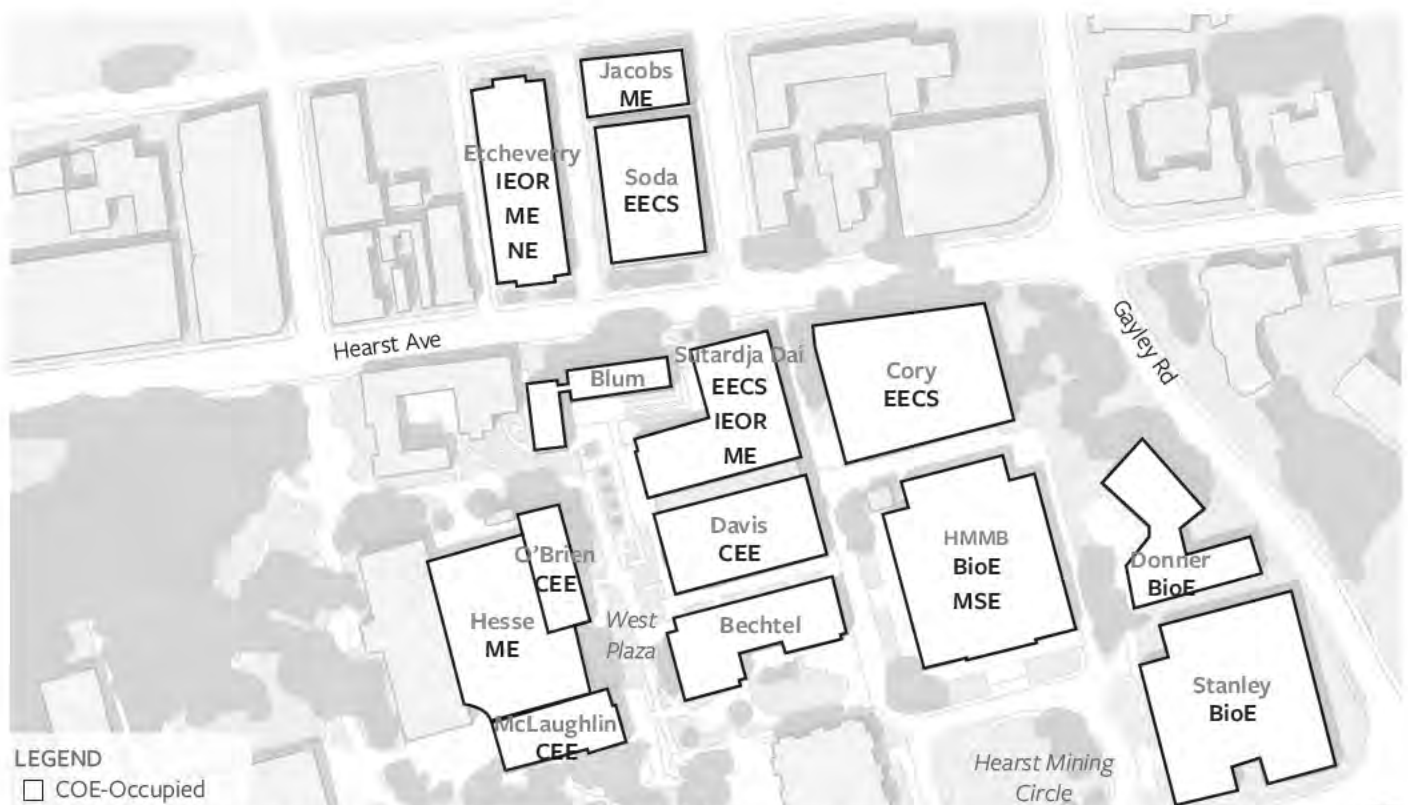 Jacobs
ME
Etcheverry
IEOR
ME
NE
Soda
EECS
Hearst Ave
Gayley Rd
Blum
Sutardja Dai
EECS
IEOR
ME
Cory
EECS
O'Brien
CEE
Davis
CEE
HMMB
BioE
MSE
Donner
BioE
Hesse
ME
West
Plaza
Bechtel
Stanley
BioE
McLaughlin
CEE
Hearst Mining
Circle
LEGEND
COE-Occupied